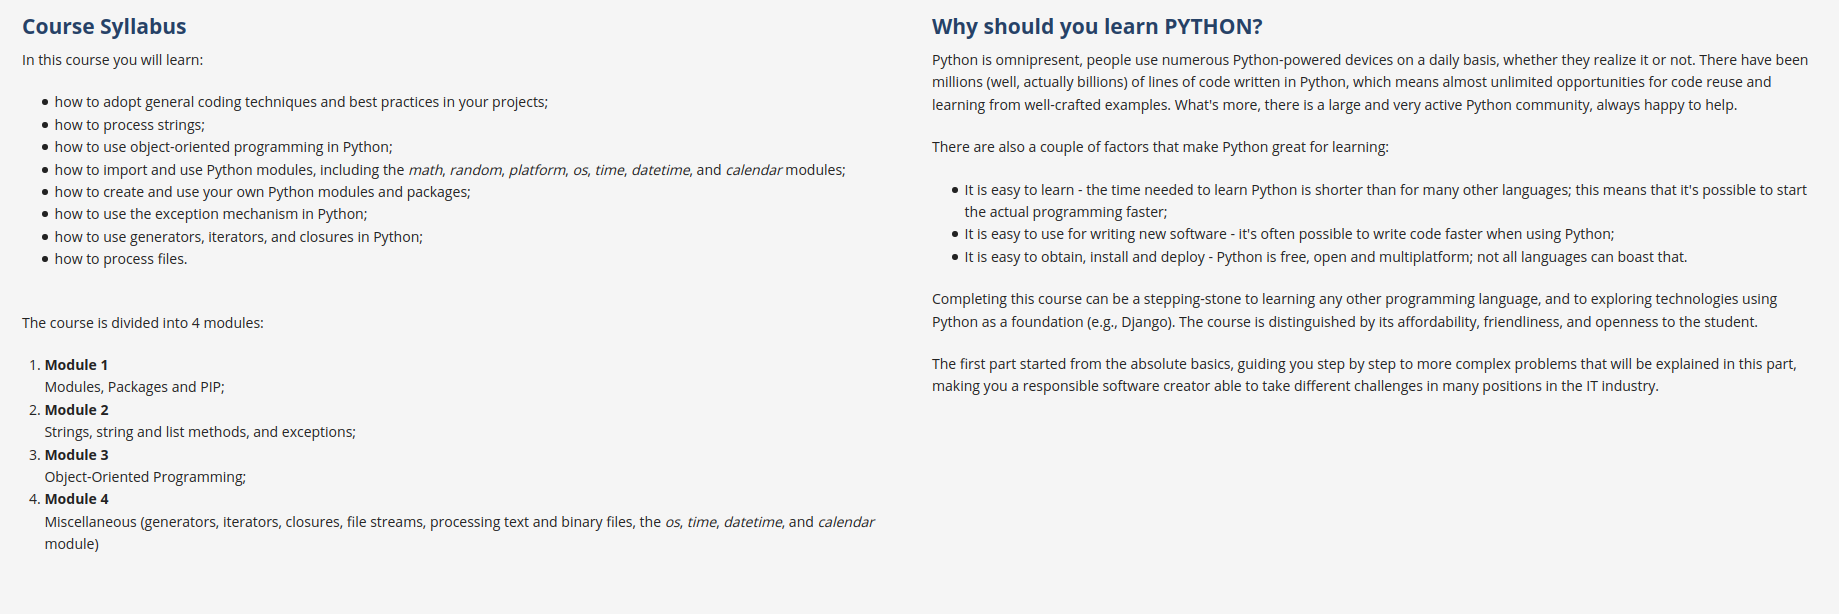 Course Syllabus
In this course you will learn:
how to adopt general coding techniques and best practices in your projects;
how to process strings;
how to use object-oriented programming in Python;
how to import and use Python modules, including the math, random, platform, os, time, datetime, and calendar modules;
how to create and use your own Python modules and packages;
how to use the exception mechanism in Python;
how to use generators, iterators, and closures in Python;
how to process files.
The course is divided into 4 modules:
1. Module 1
Modules, Packages and PIP;
2. Module 2
Strings, string and list methods, and exceptions;
3. Module 3
Object-Oriented Programming;
4. Module 4
Miscellaneous (generators, iterators, closures, file streams, processing text and binary files, the os, time, datetime, and calendar
module)
Why should you learn PYTHON?
Python is omnipresent, people use numerous Python-powered devices on a daily basis, whether they realize it or not. There have been
millions (well, actually billions) of lines of code written in Python, which means almost unlimited opportunities for code reuse and
learning from well-crafted examples. What's more, there is a large and very active Python community, always happy to help.
There are also a couple of factors that make Python great for learning:
It is easy to learn - the time needed to learn Python is shorter than for many other languages; this means that it's possible to start
the actual programming faster;
It is easy to use for writing new software - it's often possible to write code faster when using Python;
It is easy to obtain, install and deploy - Python is free, open and multiplatform; not all languages can boast that.
Completing this course can be a stepping-stone to learning any other programming language, and to exploring technologies using
Python as a foundation (e.g., Django). The course is distinguished by its affordability, friendliness, and openness to the student.
The first part started from the absolute basics, guiding you step by step to more complex problems that will be explained in this part,
making you a responsible software creator able to take different challenges in many positions in the IT industry.